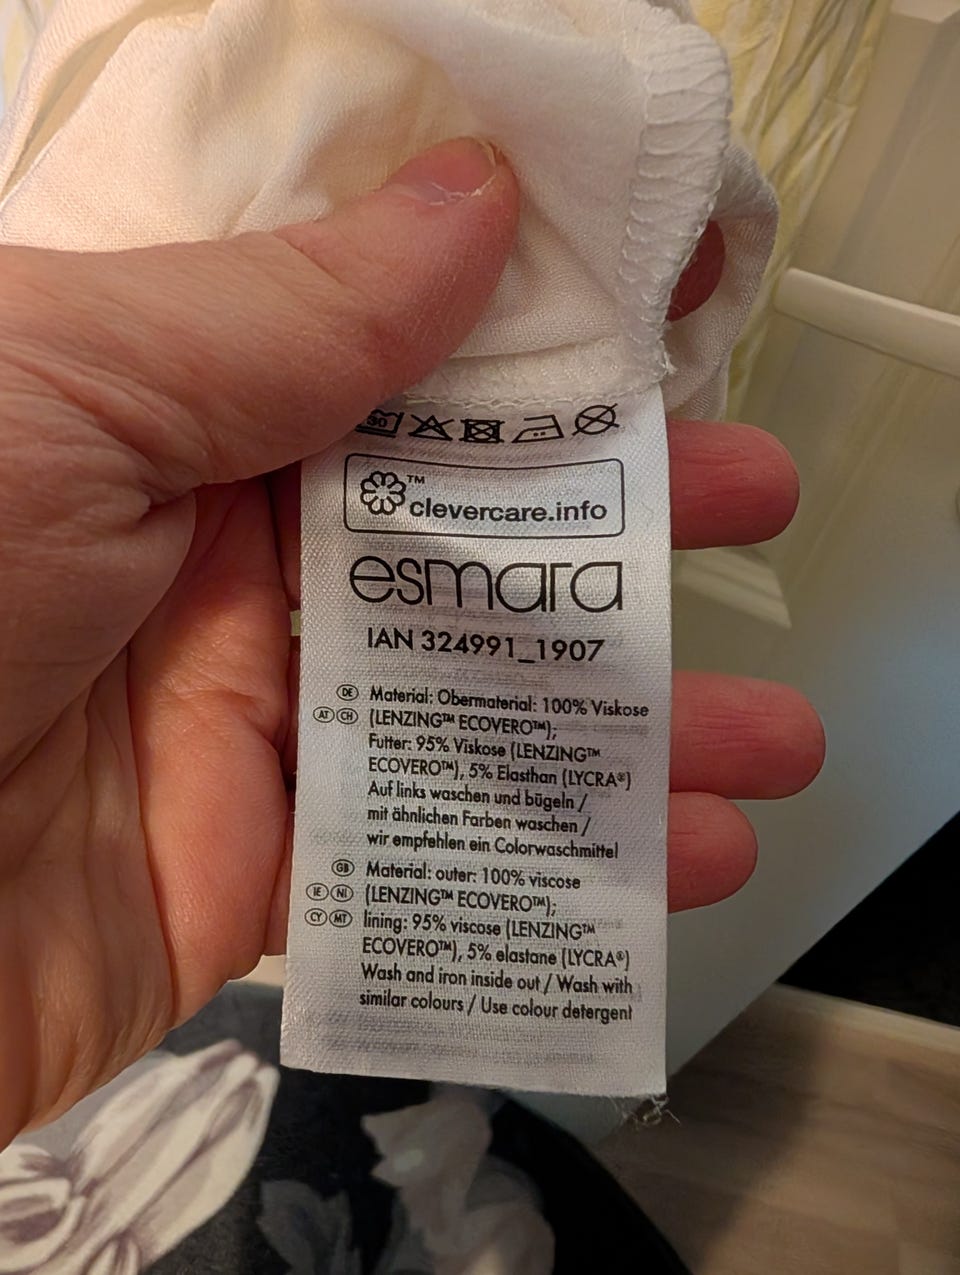 30
™
clevercare.info
esmara
IAN 324991_1907
DE Material: Obermaterial: 100% Viskose
AT CH (LENZING™ ECOVERO™);
Futter: 95% Viskose (LENZING™
ECOVERO™), 5% Elasthan (LYCRA®)
Auf links waschen und bügeln /
mit ähnlichen Farben waschen /
wir empfehlen ein Colorwaschmittel
GB Material: outer: 100% viscose
IE NI (LENZING™ ECOVERO™);
CY MT lining: 95% viscose (LENZING™
ECOVERO™), 5% elastane (LYCRA®)
Wash and iron inside out / Wash with
similar colours / Use colour detergent